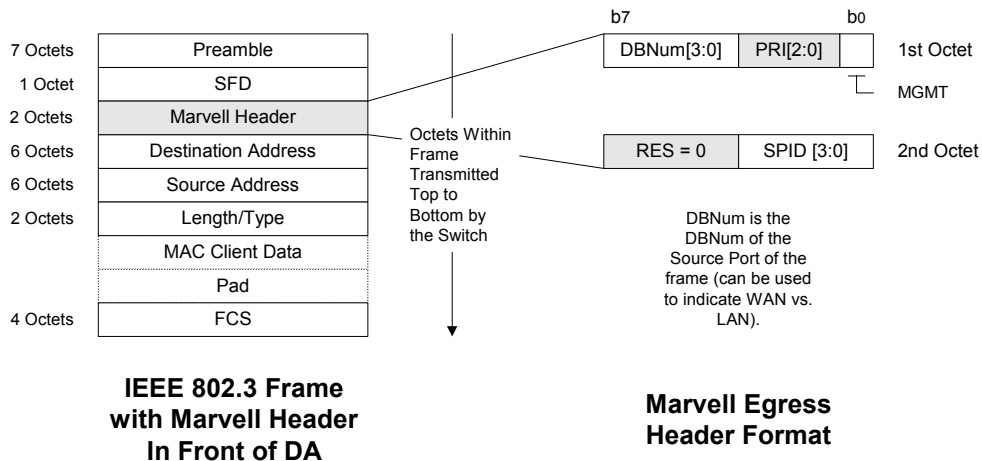 7 Octets
Preamble
1 Octet
SFD
2 Octets
Marvell Header
6 Octets
Destination Address
6 Octets
Source Address
2 Octets
Length/Type
MAC Client Data
Pad
4 Octets
FCS
Octets Within
Frame
Transmitted
Top to
Bottom by
the Switch
b7
b0
DBNum[3:0]
PRI[2:0]
1st Octet
MGMT
RES = 0
SPID [3:0]
2nd Octet
DBNum is the
DBNum of the
Source Port of the
frame (can be used
to indicate WAN vs.
LAN).
IEEE 802.3 Frame
with Marvell Header
In Front of DA
Marvell Egress
Header Format